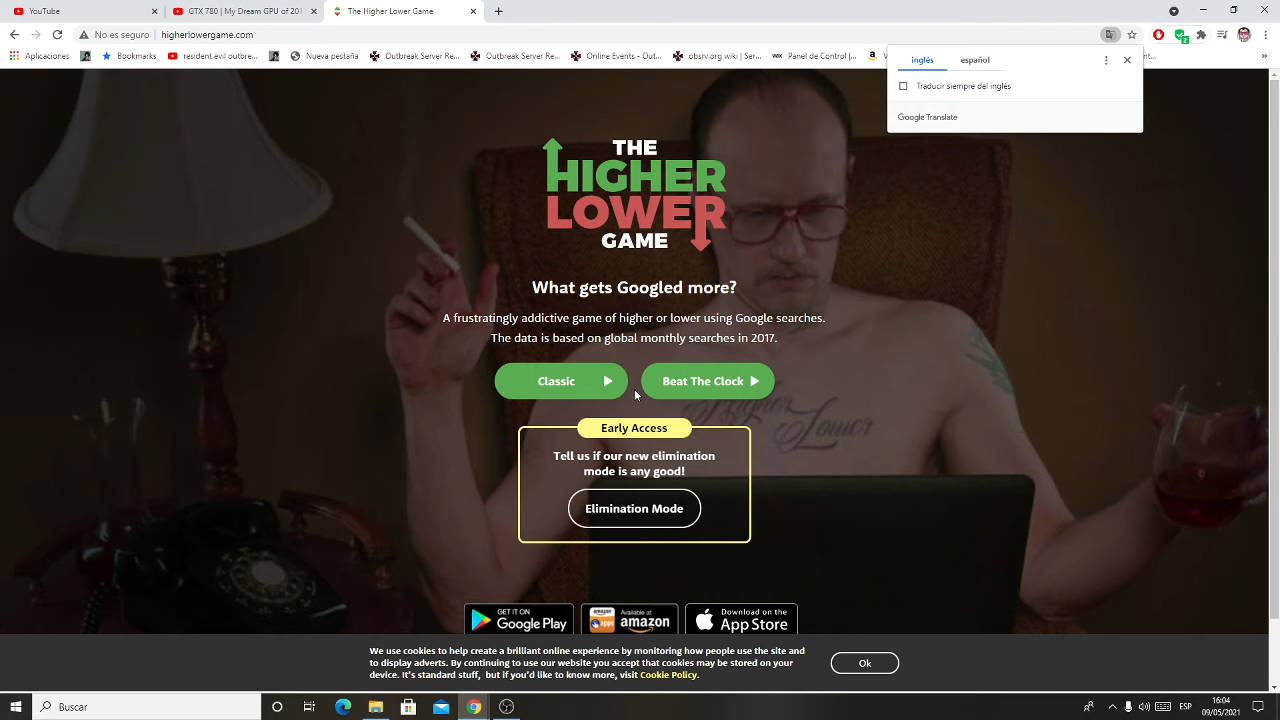 YouTube
GTX 780 | My Dream GPU of 201
The Higher Lower Game
No es seguro | higherlowergame.com
Aplicaciones
Bookmarks
resident evil outbre...
Nueva pestaña
Outbreak Server Re...
Outbreak Server Re...
Online Events - Out...
obsrv.org wiki | Ser...
WIX Panel de Control |...
inglés
español
Traducir siempre del inglés
Google Translate
THE
HIGHER
LOWER
GAME
What gets Googled more?
A frustratingly addictive game of higher or lower using Google searches.
The data is based on global monthly searches in 2017.
Classic
Beat The Clock
Higher
Lower
Early Access
Tell us if our new elimination
mode is any good!
Elimination Mode
GET IT ON
Google Play
amazon
apps
Available at
amazon
Download on the
App Store
We use cookies to help create a brilliant online experience by monitoring how people use the site and
to display adverts. By continuing to use our website you accept that cookies may be stored on your
device. It's standard stuff, but if you'd like to know more, visit Cookie Policy.
Ok
Buscar
ESP
16:04
09/05/2021